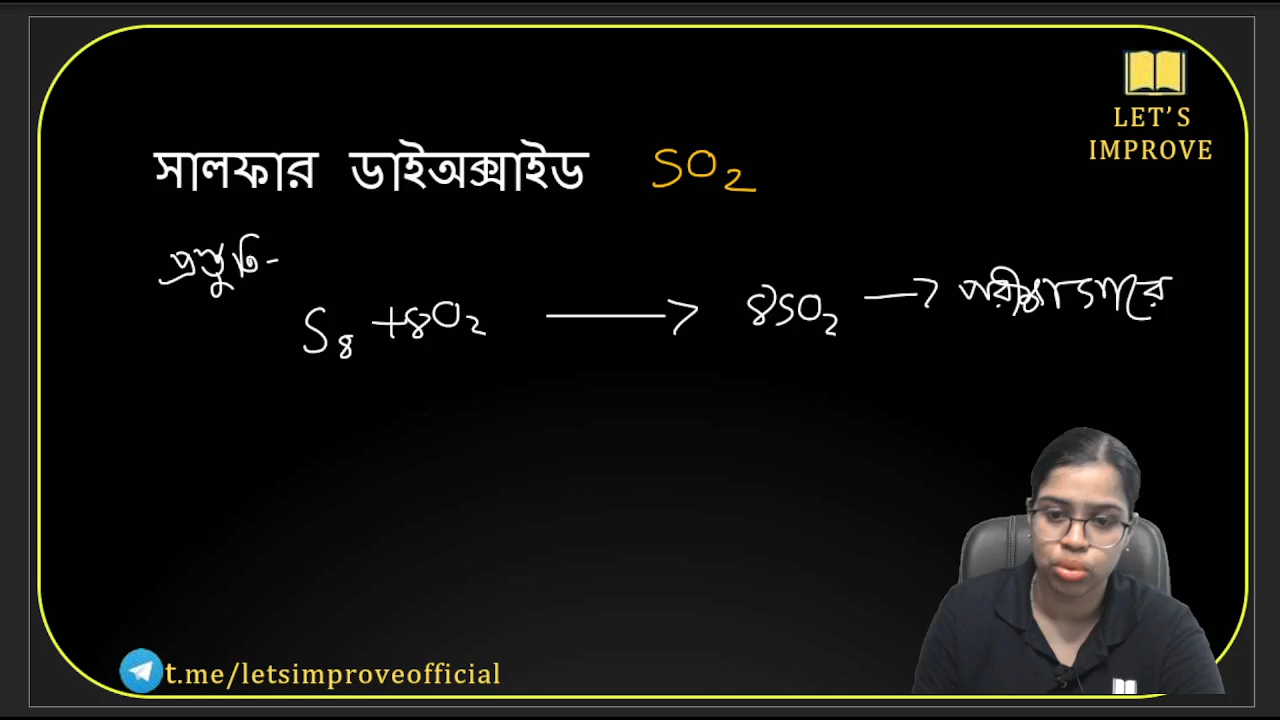 LET’S
IMPROVE
সালফার ডাইঅক্সাইড SO2
প্রস্তুতি-
S8 +8O2 ⟶ 8SO2 → পরীক্ষাগারে
t.me/letsimproveofficial